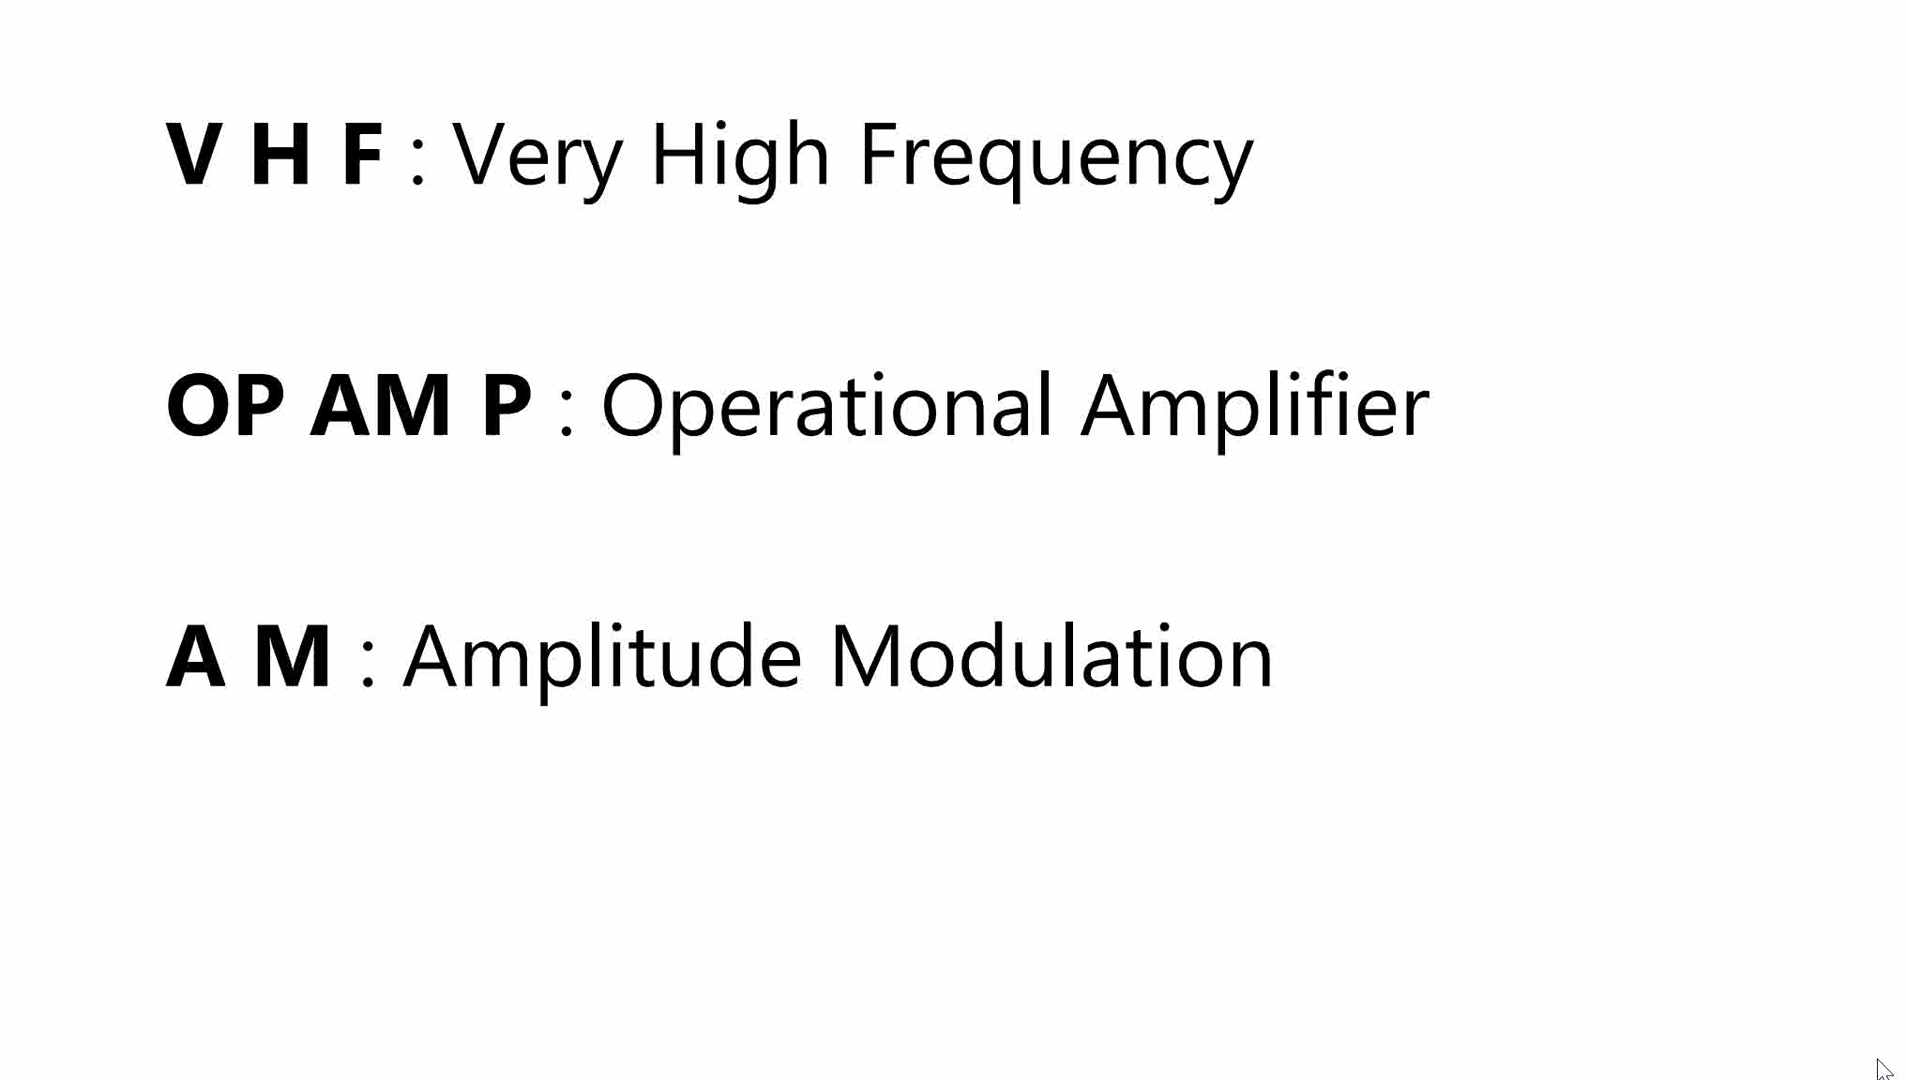 V H F : Very High Frequency
OP AM P : Operational Amplifier
A M : Amplitude Modulation